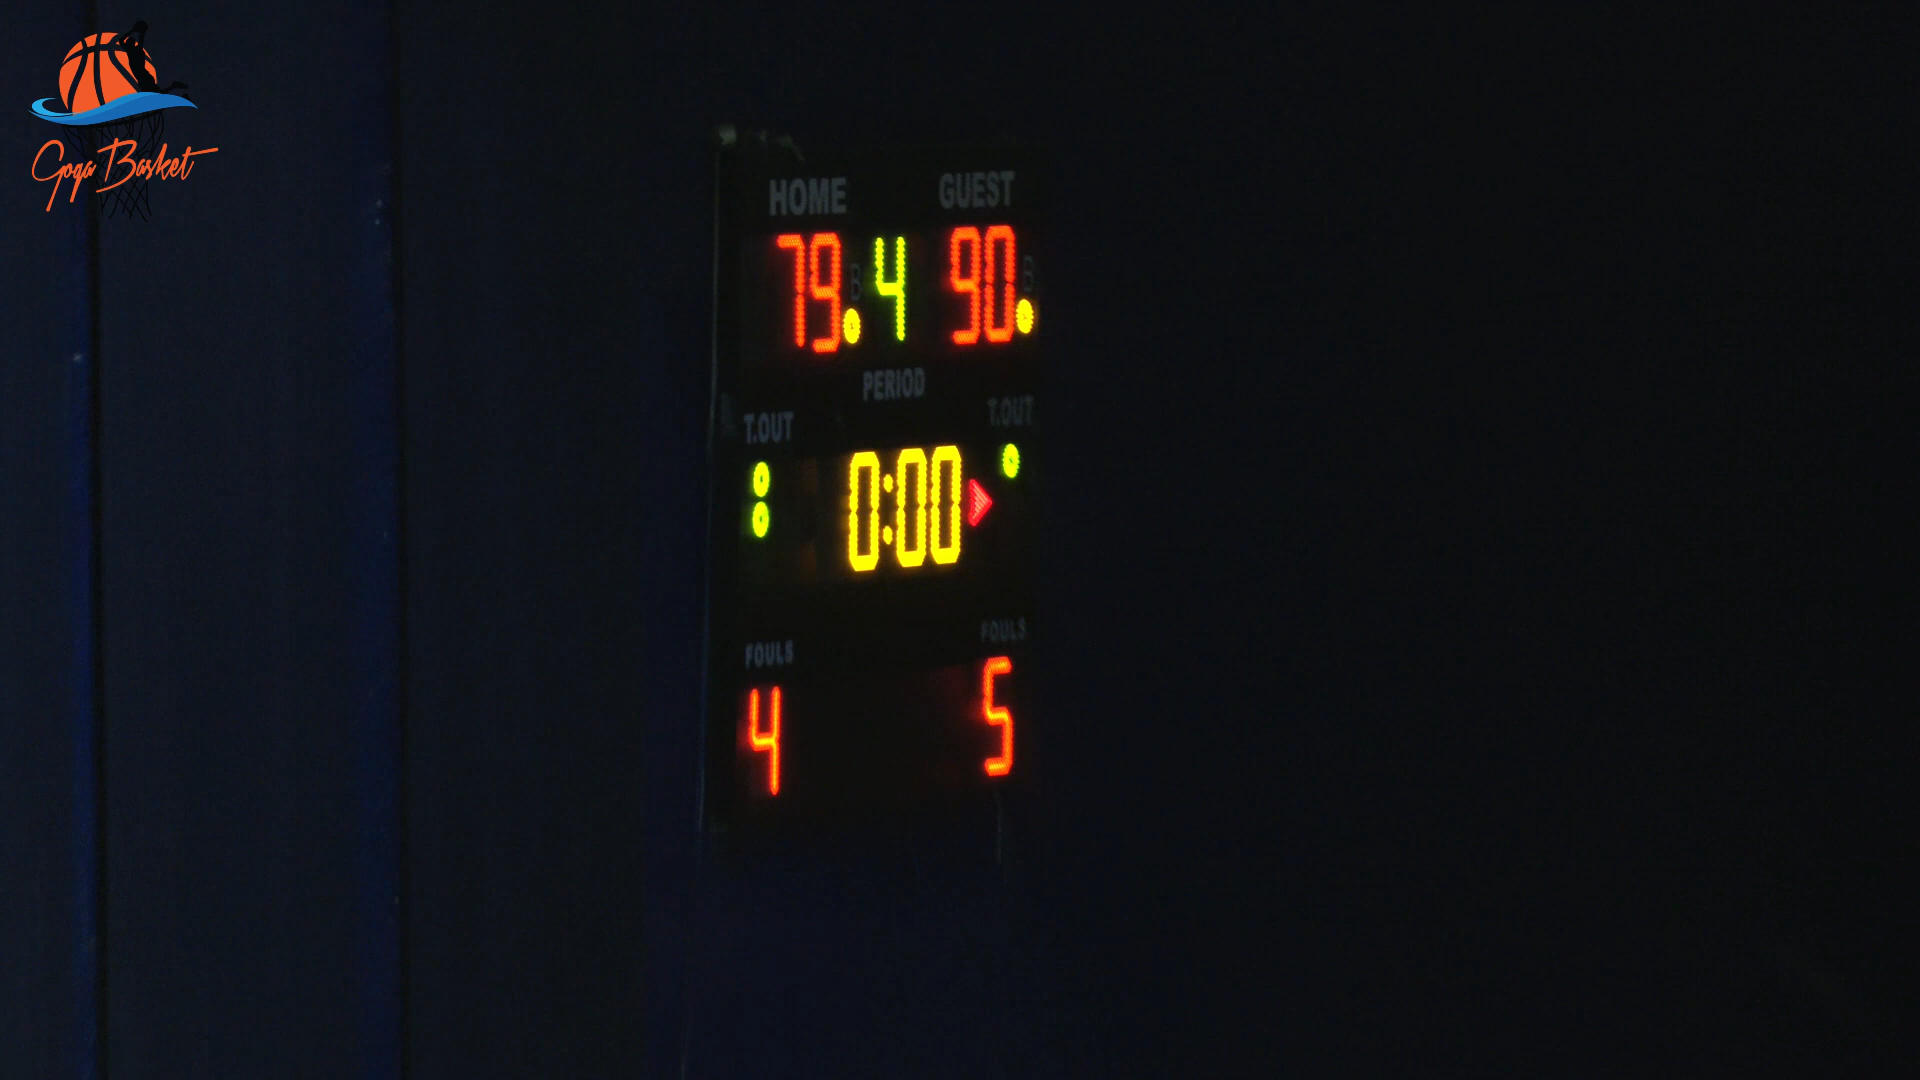 Goga Basket
HOME GUEST
79 B 4 90 B
PERIOD
T.OUT T.OUT
0:00
FOULS FOULS
4 5